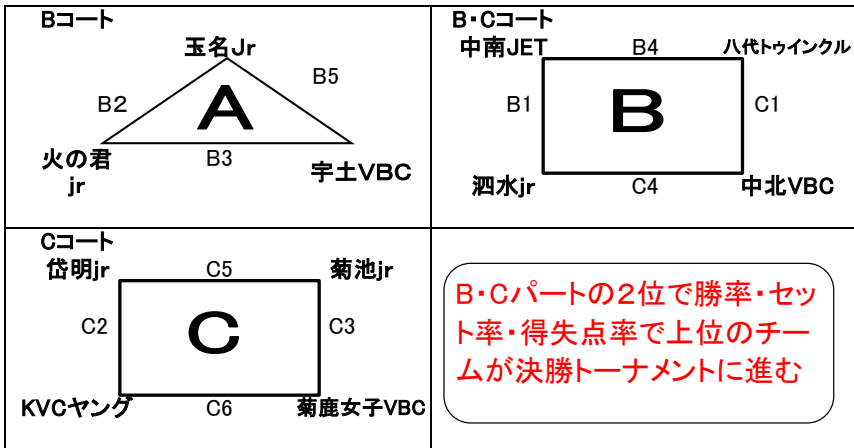 Bコート
玉名Jr
B2
B5
A
火の君
jr
B3
宇土VBC
B・Cコート
中南JET
B4
八代トゥインクル
B1
B
C1
泗水jr
C4
中北VBC
Cコート
岱明jr
C5
菊池jr
C2
C
C3
KVCヤング
C6
菊鹿女子VBC
B・Cパートの2位で勝率・セッ
ト率・得失点率で上位のチー
ムが決勝トーナメントに進む